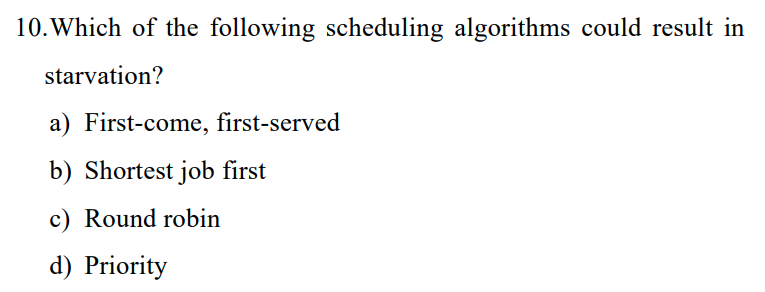 10.Which of the following scheduling algorithms could result in
starvation?
a) First-come, first-served
b) Shortest job first
c) Round robin
d) Priority